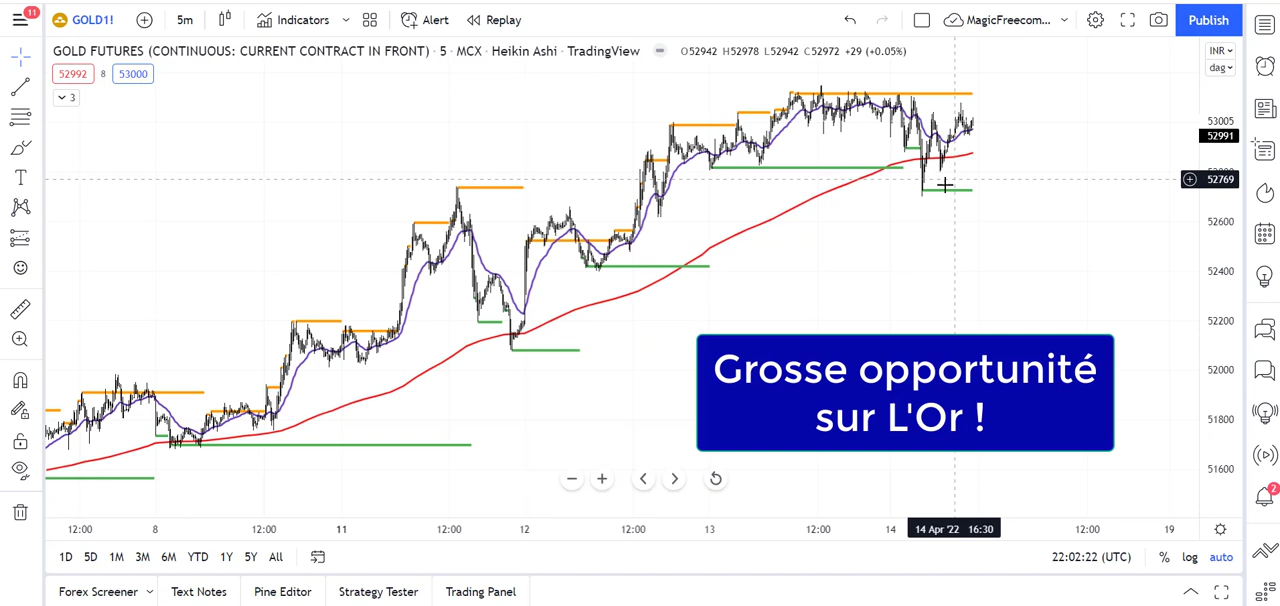 11
GOLD1!
5m
Indicators
Alert
Replay
MagicFreecom...
Publish
GOLD FUTURES (CONTINUOUS: CURRENT CONTRACT IN FRONT) · 5 · MCX · Heikin Ashi · TradingView
O52942 H52978 L52942 C52972 +29 (+0.05%)
INR
52992 8 53000
dag
3
53005
52991
52769
52600
52400
52200
52000
51800
51600
Grosse opportunité
sur L'Or !
2
12:00 8 12:00 11 12:00 12 12:00 13 12:00 14 14 Apr '22 16:30 12:00 19
1D 5D 1M 3M 6M YTD 1Y 5Y All
22:02:22 (UTC) % log auto
Forex Screener Text Notes Pine Editor Strategy Tester Trading Panel